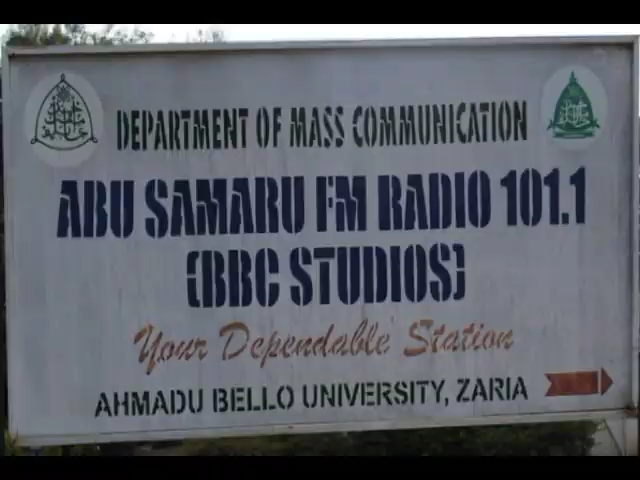 DEPARTMENT OF MASS COMMUNICATION
ABU SAMARU FM RADIO 101.1
(BBC STUDIOS)
Your Dependable Station
AHMADU BELLO UNIVERSITY, ZARIA